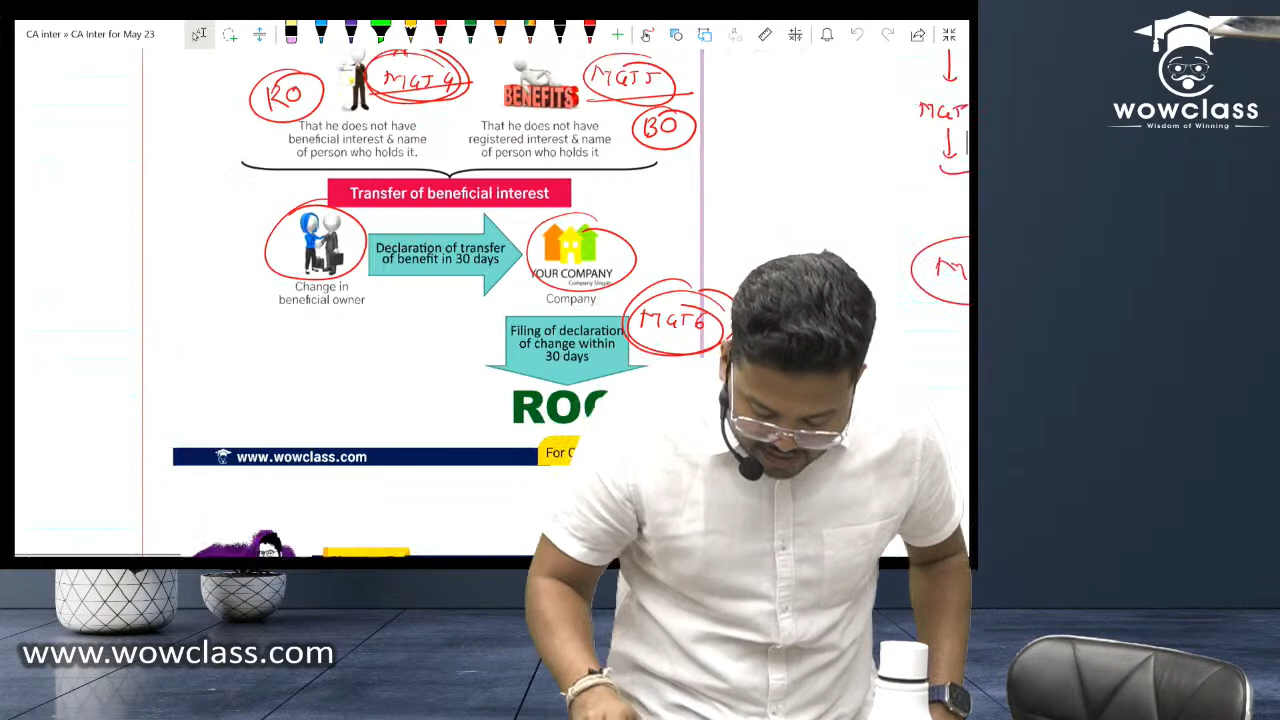 CA inter » CA Inter for May 23
RO
MGT 4
BENEFITS
MGT 5
BO
That he does not have
beneficial interest & name
of person who holds it.
That he does not have
registered interest & name
of person who holds it
Transfer of beneficial interest
Declaration of transfer
of benefit in 30 days
YOUR COMPANY
Company Slogan
Change in
beneficial owner
Company
MGT 6
Filing of declaration
of change within
30 days
www.wowclass.com
For
MGT
M
wowclass
Wisdom of Winning
www.wowclass.com